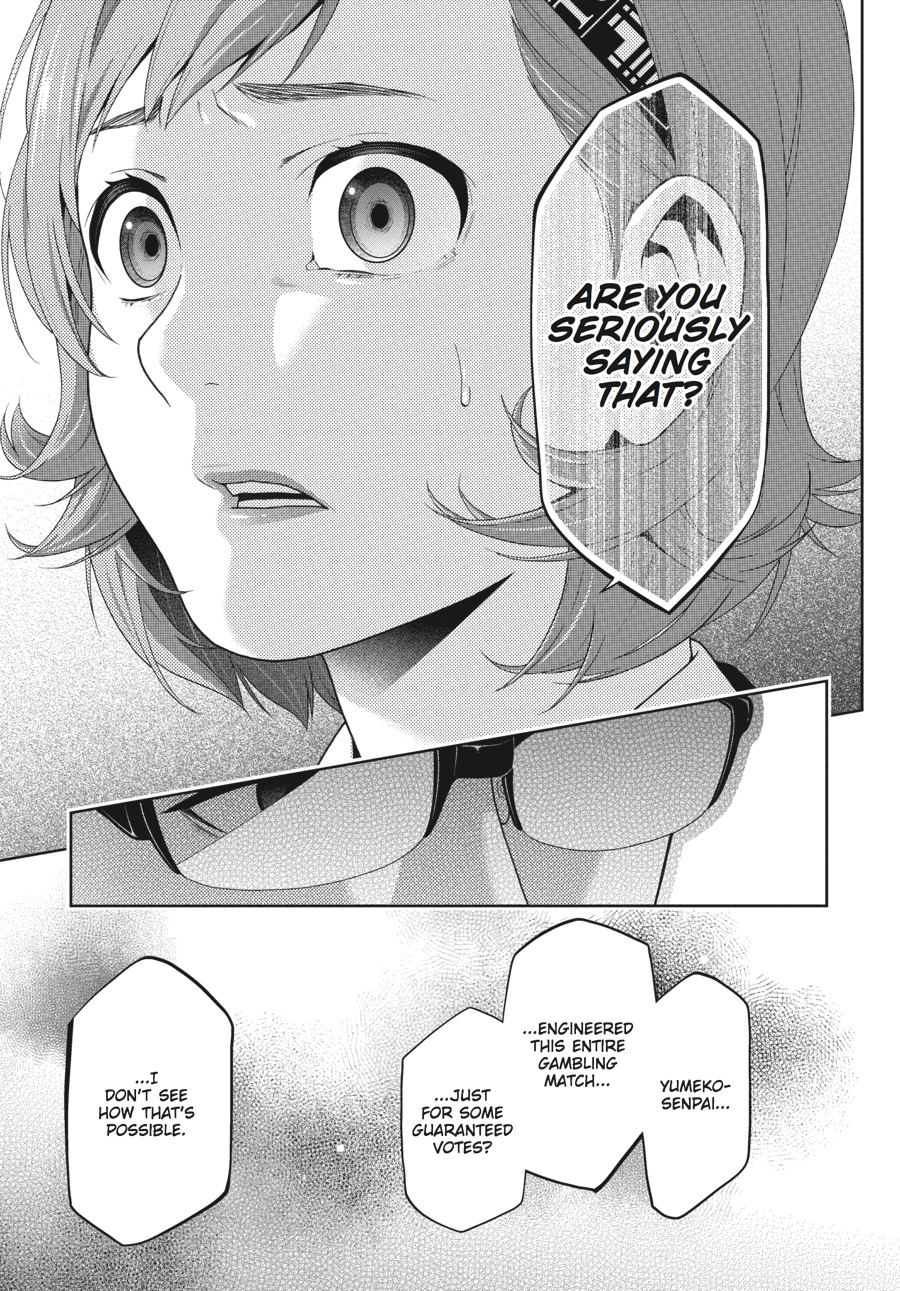 ARE YOU
SERIOUSLY
SAYING
THAT?
YUMEKO-
SENPAI...
...ENGINEERED
THIS ENTIRE
GAMBLING
MATCH...
...JUST
FOR SOME
GUARANTEED
VOTES?
...I
DON'T SEE
HOW THAT'S
POSSIBLE.